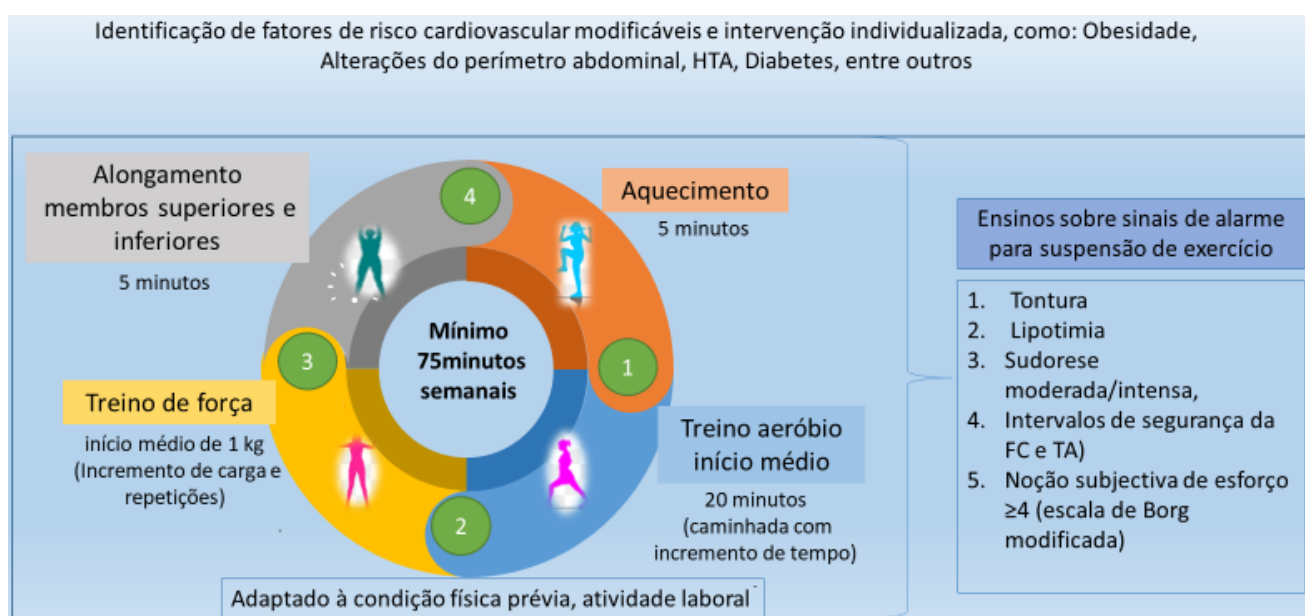 Identificação de fatores de risco cardiovascular modificáveis e intervenção individualizada, como: Obesidade,
Alterações do perímetro abdominal, HTA, Diabetes, entre outros
Alongamento
membros superiores e
inferiores
5 minutos
4
Aquecimento
5 minutos
Mínimo
75minutos
semanais
3
1
Treino de força
início médio de 1 kg
(Incremento de carga e
repetições)
2
Treino aeróbio
início médio
20 minutos
(caminhada com
incremento de tempo)
Adaptado à condição física prévia, atividade laboral
Ensinos sobre sinais de alarme
para suspensão de exercício
1. Tontura
2. Lipotimia
3. Sudorese
moderada/intensa,
4. Intervalos de segurança da
FC e TA)
5. Noção subjectiva de esforço
≥4 (escala de Borg
modificada)